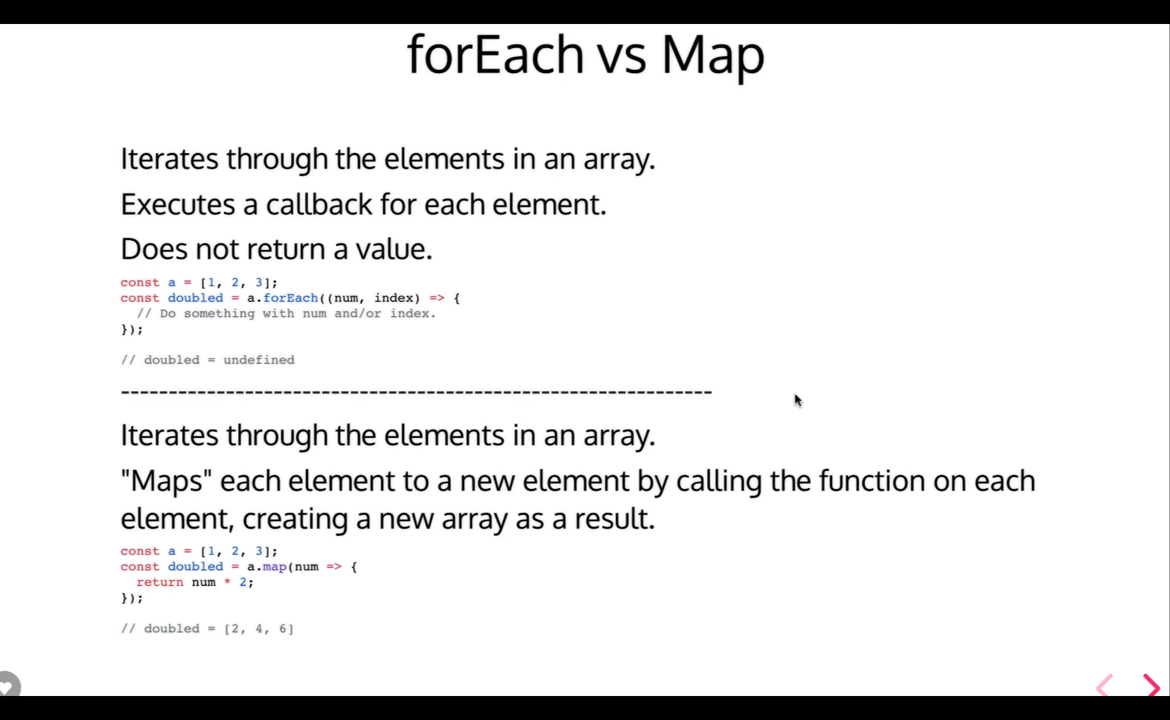 forEach vs Map
Iterates through the elements in an array.
Executes a callback for each element.
Does not return a value.
const a = [1, 2, 3];
const doubled = a.forEach((num, index) => {
  // Do something with num and/or index.
});
// doubled = undefined
--------------------------------------------------------------
Iterates through the elements in an array.
"Maps" each element to a new element by calling the function on each
element, creating a new array as a result.
const a = [1, 2, 3];
const doubled = a.map(num => {
  return num * 2;
});
// doubled = [2, 4, 6]